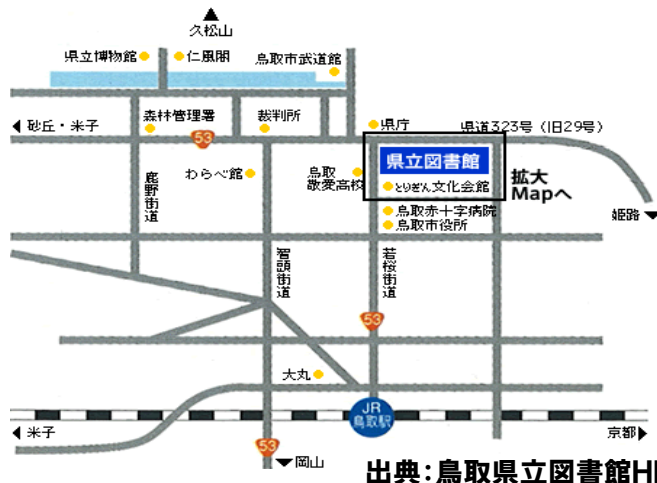 ▲
久松山
県立博物館
仁風閣
鳥取市武道館
◀砂丘・米子
森林管理署
53
裁判所
県庁
県道323号（旧29号）
県立図書館
わらべ館
鳥取
敬愛高校
とりぎん文化会館
拡大
Mapへ
鹿野街道
鳥取赤十字病院
鳥取市役所
姫路▼
智頭街道
若桜街道
53
大丸
JR
鳥取駅
◀米子
京都▶
53
▼岡山
出典：鳥取県立図書館H